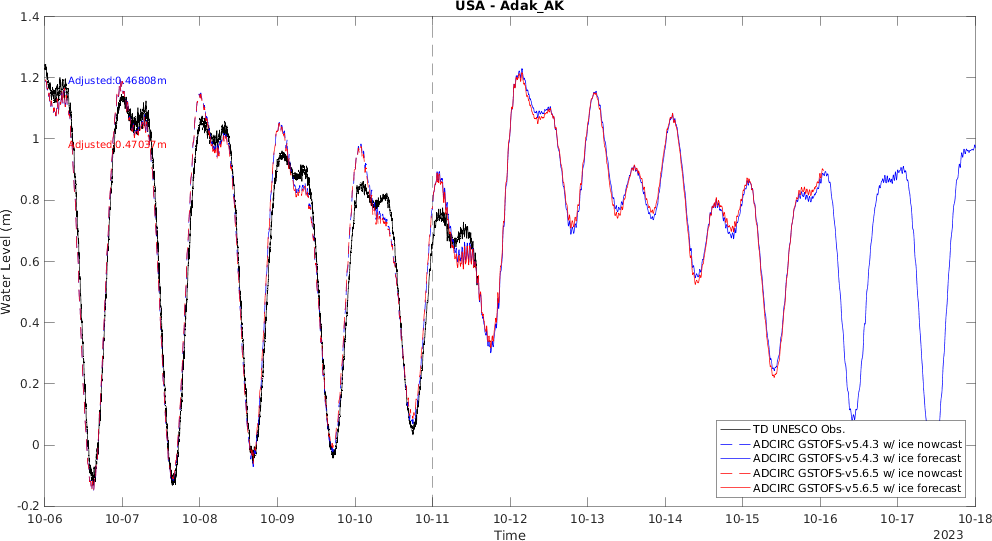 USA - Adak_AK
1.4
1.2
1
0.8
0.6
0.4
0.2
0
-0.2
Water Level (m)
Adjusted:0.46808m
Adjusted:0.47037m
TD UNESCO Obs.
ADCIRC GSTOFS-v5.4.3 w/ ice nowcast
ADCIRC GSTOFS-v5.4.3 w/ ice forecast
ADCIRC GSTOFS-v5.6.5 w/ ice nowcast
ADCIRC GSTOFS-v5.6.5 w/ ice forecast
10-06 10-07 10-08 10-09 10-10 10-11 10-12 10-13 10-14 10-15 10-16 10-17 10-18
Time
2023